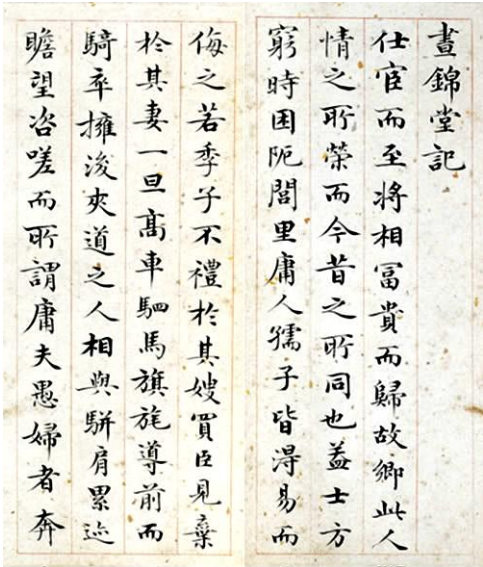 晝錦堂記
仕宦而至将相冨貴而歸故鄉此人
情之所榮而今昔之所同也葢士方
窮時困阨閭里庸人孺子皆淂易而
侮之若季子不禮於其嫂買臣見棄
於其妻一旦髙車駟馬旗旄導前而
騎卒擁後夾道之人相與駢肩累迹
瞻望咨嗟而所謂庸夫愚婦者奔